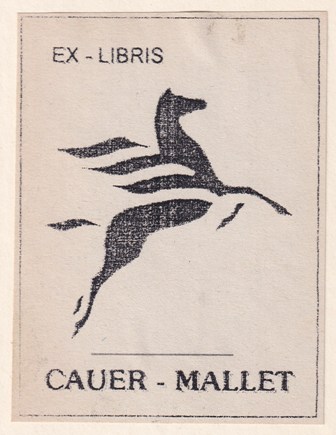 EX - LIBRIS
CAUER - MALLET